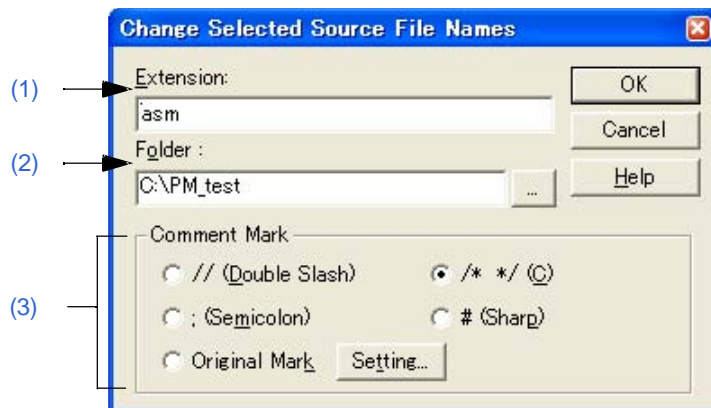 Change Selected Source File Names
(1)
Extension:
OK
asm
Cancel
(2)
Folder :
Help
C:\PM_test
...
(3)
Comment Mark
// (Double Slash)
/* */ (C)
; (Semicolon)
# (Sharp)
Original Mark
Setting...